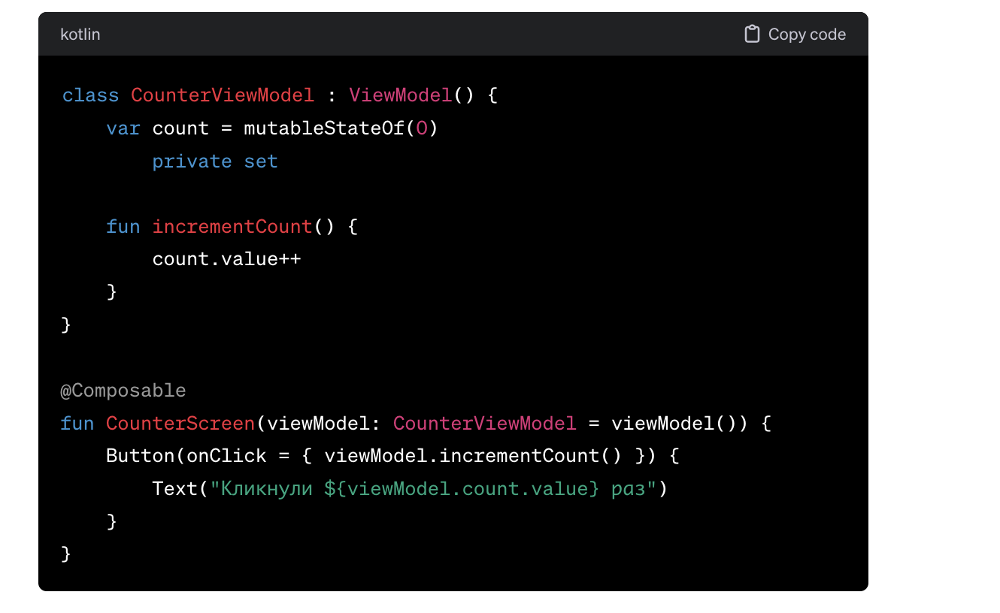 kotlin
Copy code
class CounterViewModel : ViewModel() {
    var count = mutableStateOf(0)
        private set
    fun incrementCount() {
        count.value++
    }
}
@Composable
fun CounterScreen(viewModel: CounterViewModel = viewModel()) {
    Button(onClick = { viewModel.incrementCount() }) {
        Text("Кликнули ${viewModel.count.value} раз")
    }
}